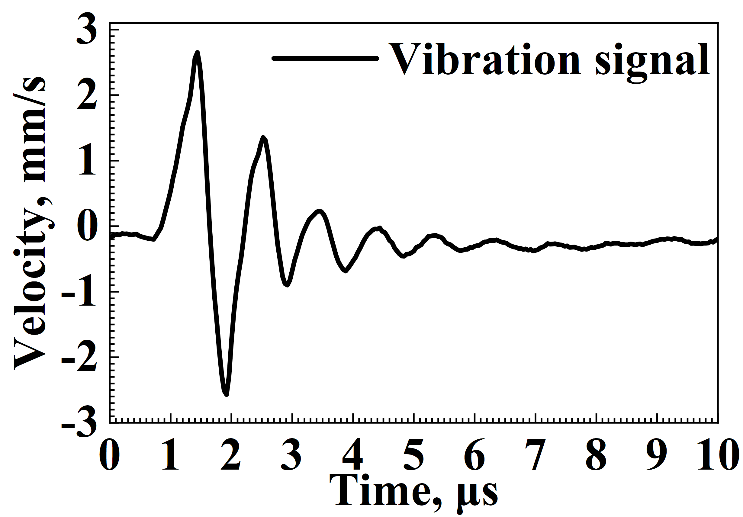 Vibration signal
Velocity, mm/s
3
2
1
0
-1
-2
-3
0 1 2 3 4 5 6 7 8 9 10
Time, μs